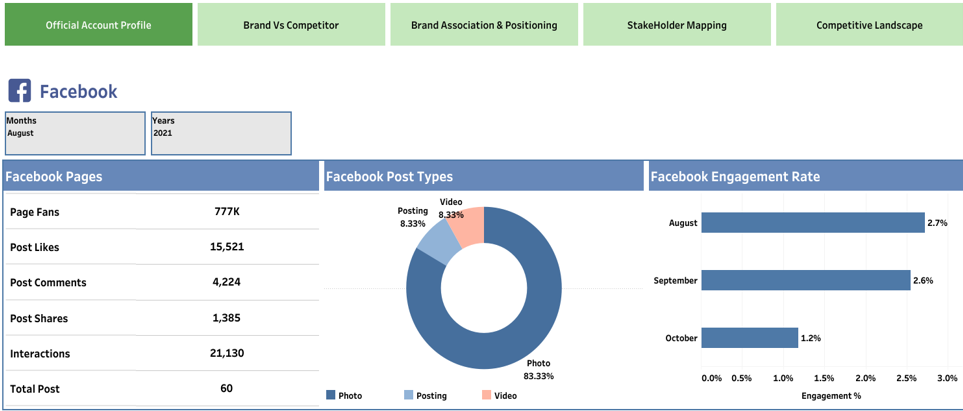 Official Account Profile
Brand Vs Competitor
Brand Association & Positioning
StakeHolder Mapping
Competitive Landscape
Facebook
Months
August
Years
2021
Facebook Pages
Page Fans 777K
Post Likes 15,521
Post Comments 4,224
Post Shares 1,385
Interactions 21,130
Total Post 60
Facebook Post Types
Video
8.33%
Posting
8.33%
Photo
83.33%
Photo
Posting
Video
Facebook Engagement Rate
August 2.7%
September 2.6%
October 1.2%
0.0% 0.5% 1.0% 1.5% 2.0% 2.5% 3.0%
Engagement %